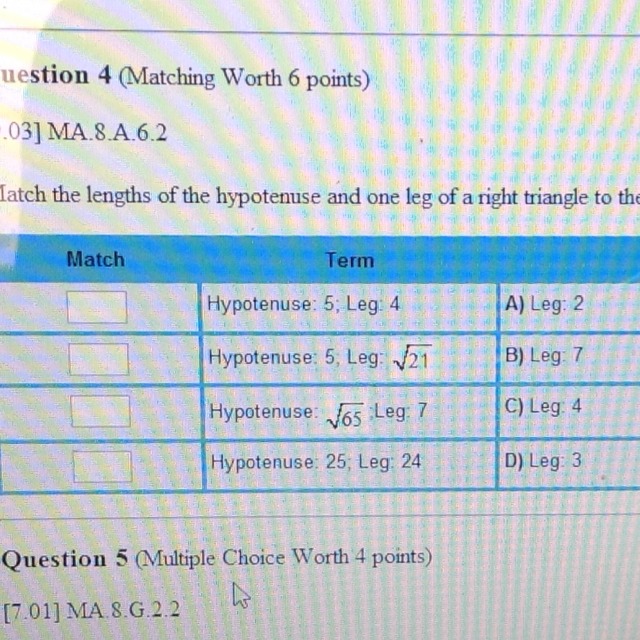 uestion 4 (Matching Worth 6 points)
.03] MA.8.A.6.2
Match the lengths of the hypotenuse and one leg of a right triangle to the
Match Term
Hypotenuse: 5; Leg: 4 A) Leg: 2
Hypotenuse: 5; Leg: √21 B) Leg: 7
Hypotenuse: √65 ;Leg: 7 C) Leg: 4
Hypotenuse: 25; Leg: 24 D) Leg: 3
Question 5 (Multiple Choice Worth 4 points)
[7.01] MA.8.G.2.2